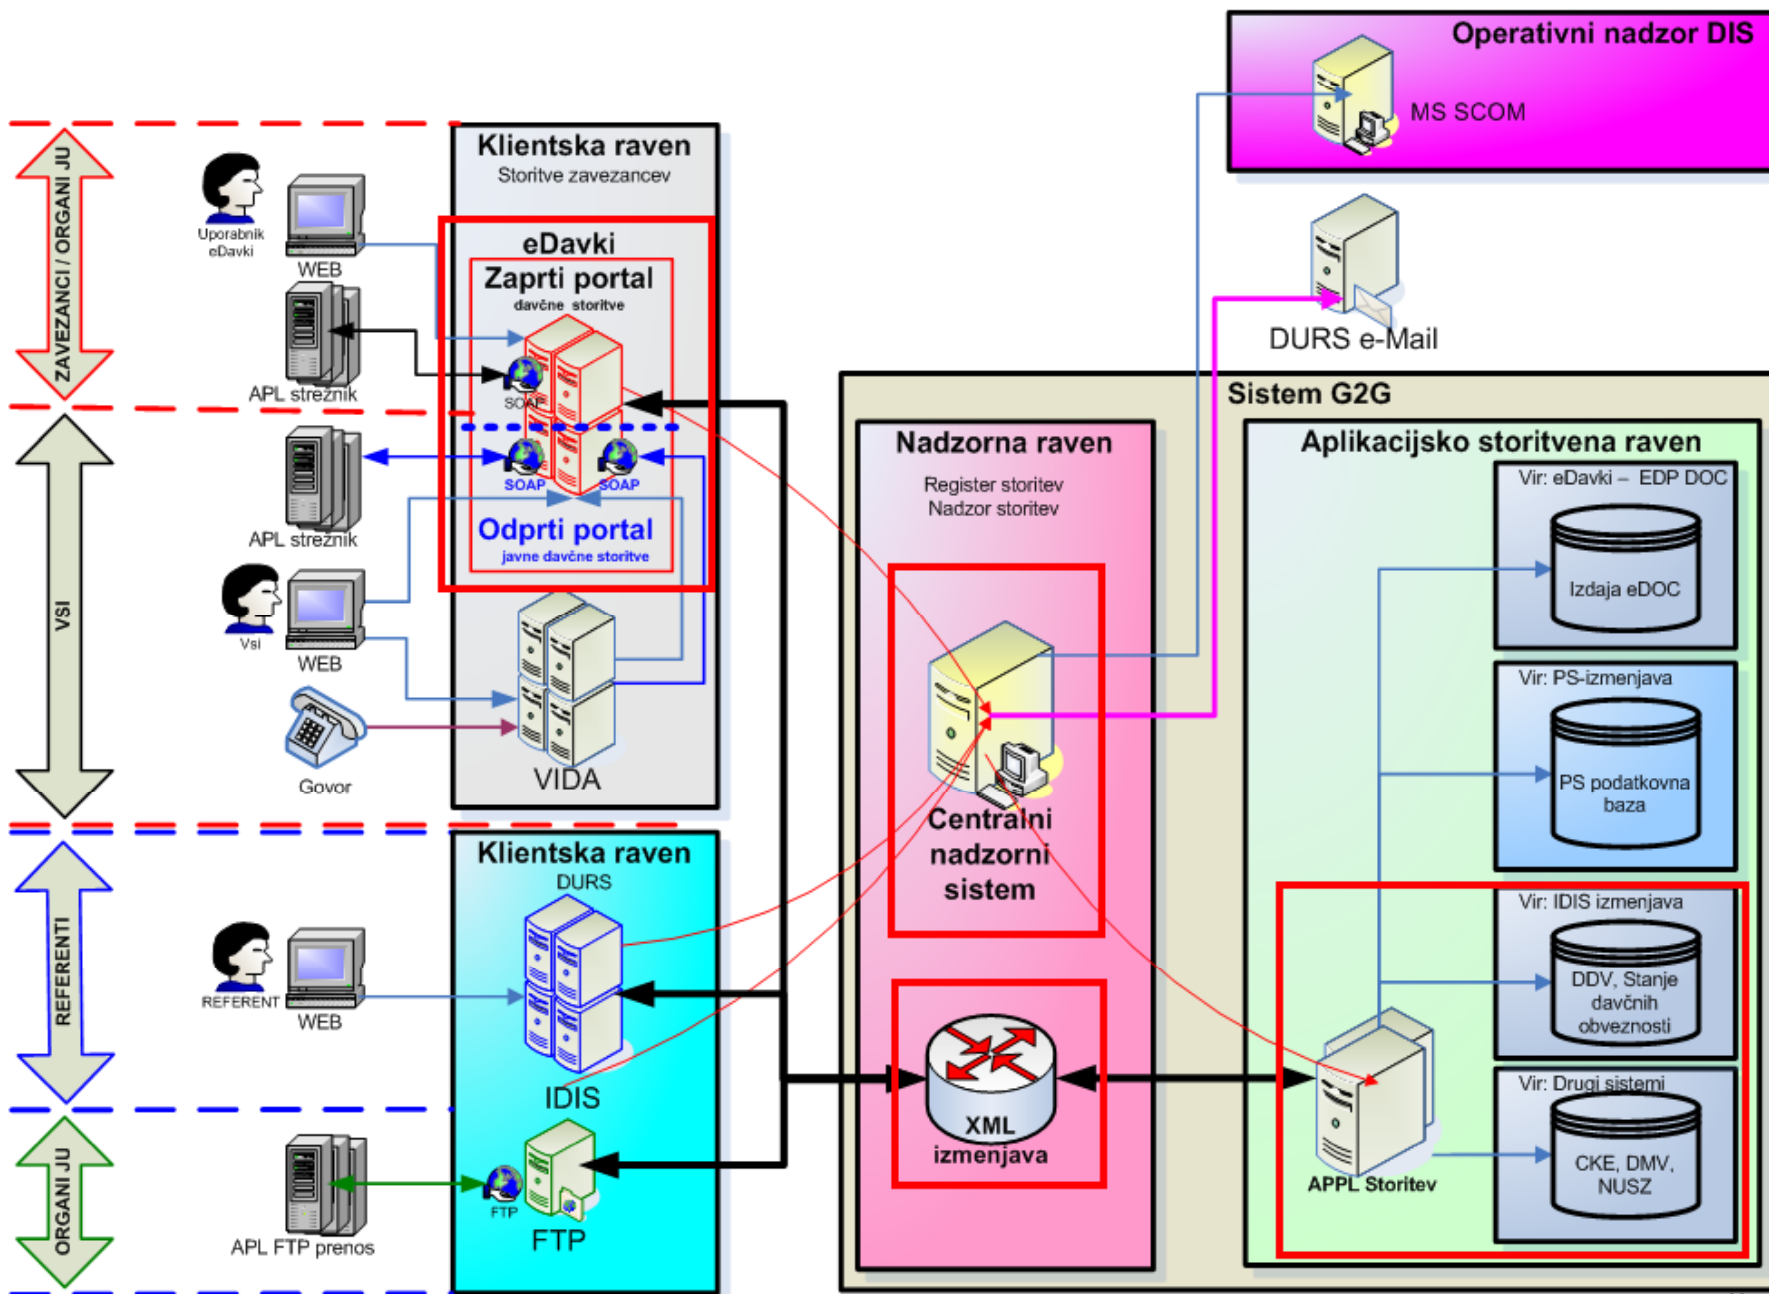 Operativni nadzor DIS
MS SCOM
DURS e-Mail
ZAVEZANCI / ORGANI JU
VSI
REFERENTI
ORGANI JU
Uporabnik
eDavki
WEB
APL strežnik
APL strežnik
Vsi
WEB
Govor
REFERENT
WEB
APL FTP prenos
Klientska raven
Storitve zavezancev
eDavki
Zaprti portal
davčne storitve
SOAP
SOAP
SOAP
Odprti portal
javne davčne storitve
VIDA
Klientska raven
DURS
IDIS
FTP
FTP
Sistem G2G
Nadzorna raven
Register storitev
Nadzor storitev
Centralni
nadzorni
sistem
XML
izmenjava
Aplikacijsko storitvena raven
Vir: eDavki – EDP DOC
Izdaja eDOC
Vir: PS-izmenjava
PS podatkovna
baza
Vir: IDIS izmenjava
DDV, Stanje
davčnih
obveznosti
Vir: Drugi sistemi
CKE, DMV,
NUSZ
APPL Storitev